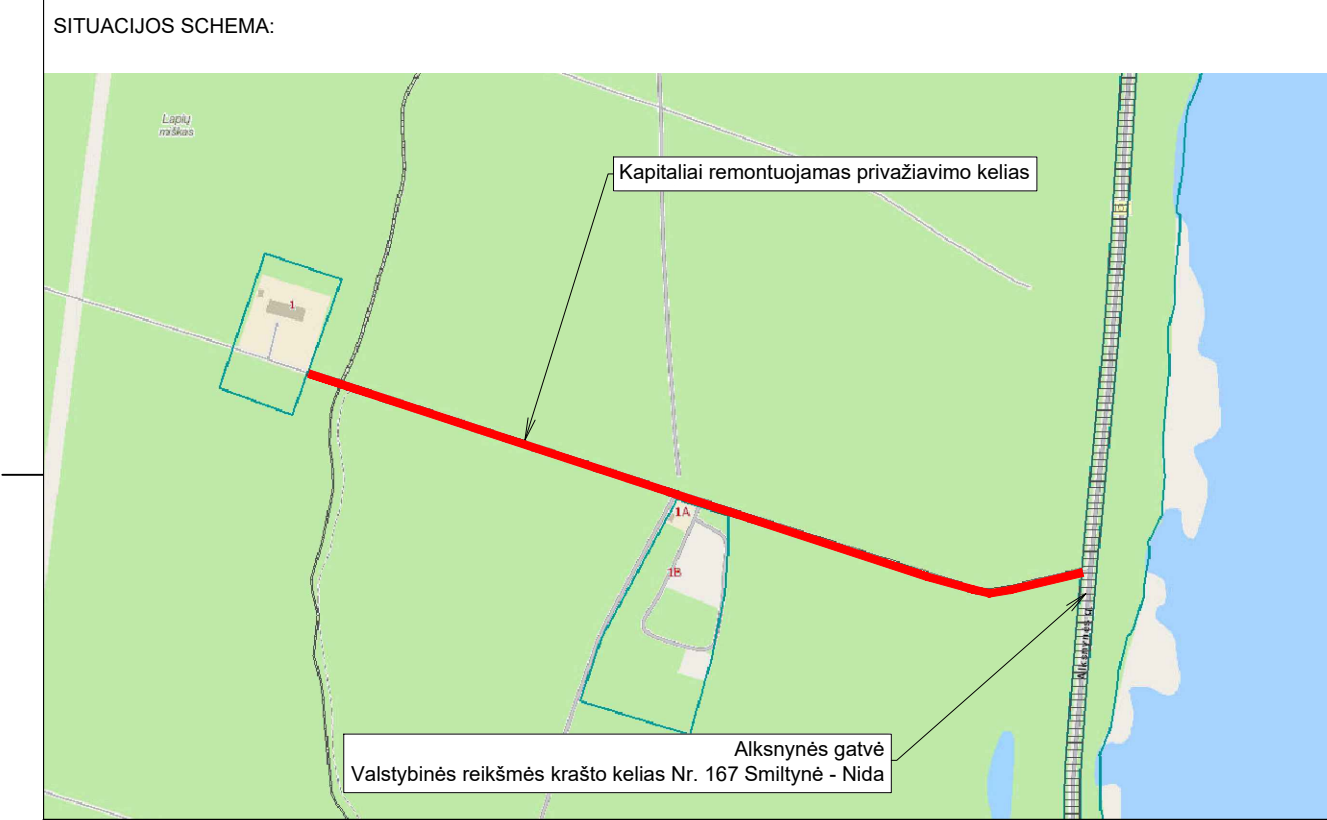 SITUACIJOS SCHEMA:
Lapių
miškas
Kapitaliai remontuojamas privažiavimo kelias
1
1A
1B
Alksnynės g.
Alksnynės gatvė
Valstybinės reikšmės krašto kelias Nr. 167 Smiltynė - Nida